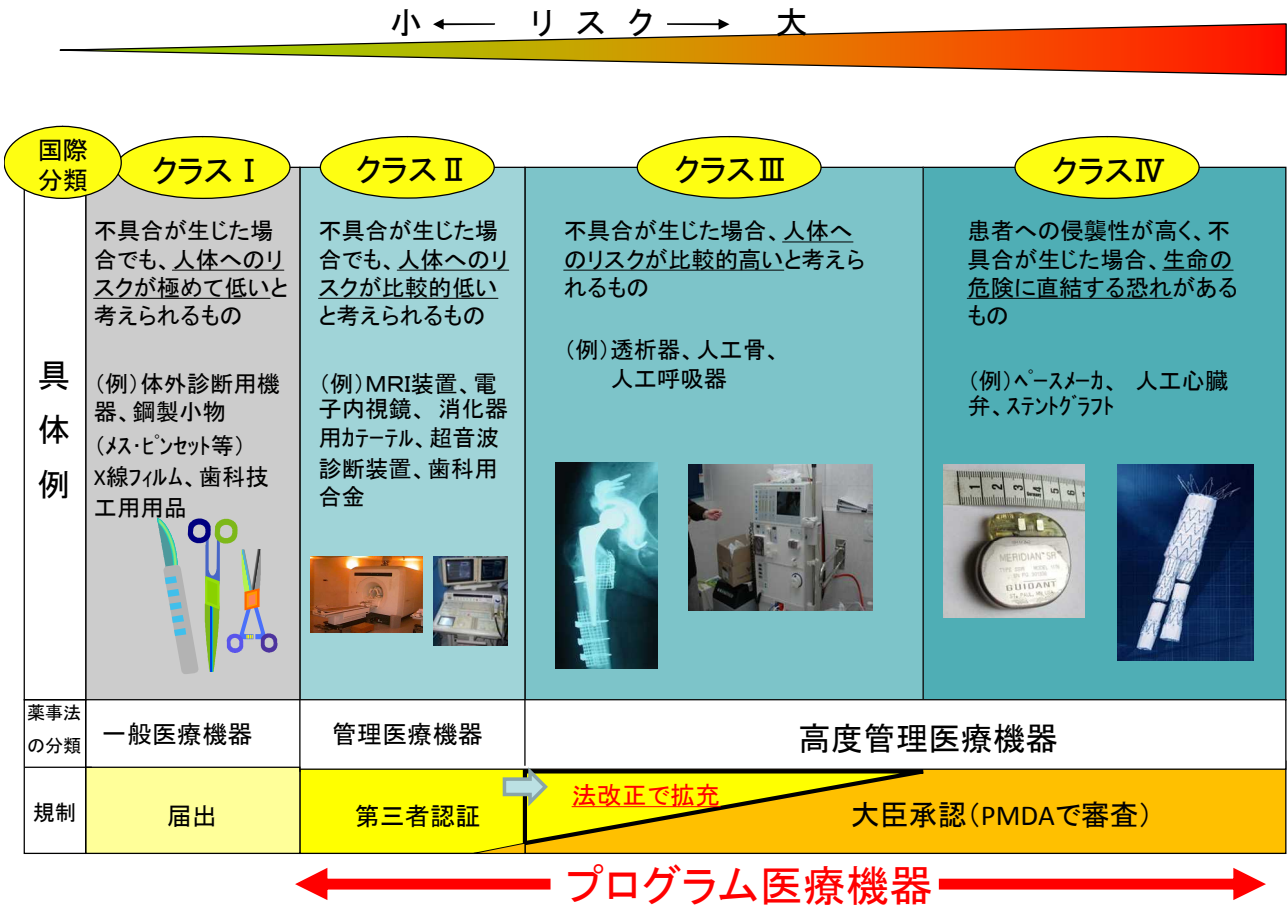 小 ← リスク → 大
国際
分類
クラスⅠ
クラスⅡ
クラスⅢ
クラスⅣ
具体例
不具合が生じた場
合でも、人体へのリ
スクが極めて低いと
考えられるもの
(例)体外診断用機
器、鋼製小物
(メス・ピンセット等)
X線フィルム、歯科技
工用用品
不具合が生じた場
合でも、人体へのリ
スクが比較的低い
と考えられるもの
(例)MRI装置、電
子内視鏡、 消化器
用カテーテル、超音波
診断装置、歯科用
合金
不具合が生じた場合、人体へ
のリスクが比較的高いと考えら
れるもの
(例)透析器、人工骨、
人工呼吸器
患者への侵襲性が高く、不
具合が生じた場合、生命の
危険に直結する恐れがある
もの
(例)ペースメーカ、 人工心臓
弁、ステントグラフト
1 2 3 4 5 6
MERIDIAN SR
GUIDANT
薬事法
の分類
一般医療機器
管理医療機器
高度管理医療機器
規制
届出
第三者認証
法改正で拡充
大臣承認(PMDAで審査)
プログラム医療機器